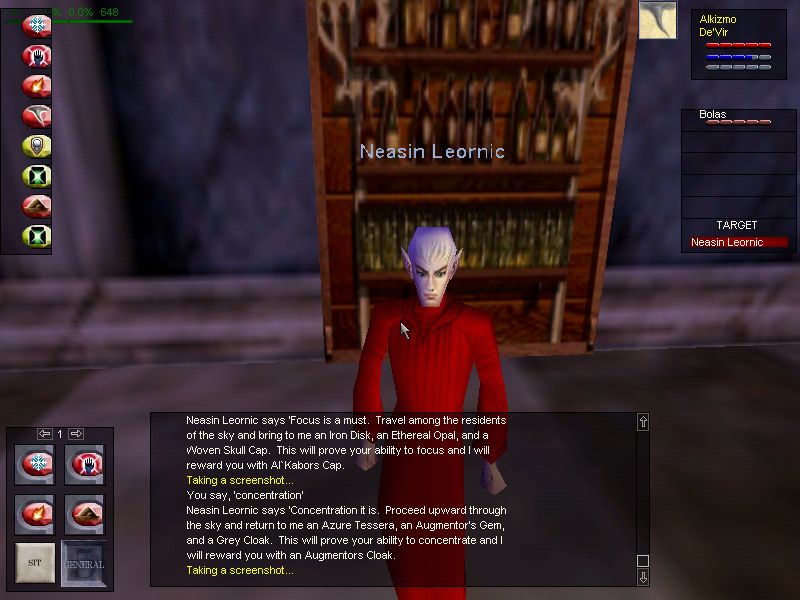 % 0.0% 648
Alkizmo
De'Vir
Bolas
Neasin Leornic
TARGET
Neasin Leornic
Neasin Leornic says 'Focus is a must. Travel among the residents
of the sky and bring to me an Iron Disk, an Ethereal Opal, and a
Woven Skull Cap. This will prove your ability to focus and I will
reward you with Al`Kabors Cap.
Taking a screenshot...
You say, 'concentration'
Neasin Leornic says 'Concentration it is. Proceed upward through
the sky and return to me an Azure Tessera, an Augmentor's Gem,
and a Grey Cloak. This will prove your ability to concentrate and I
will reward you with an Augmentors Cloak.
Taking a screenshot...
1
SIT
GENERAL